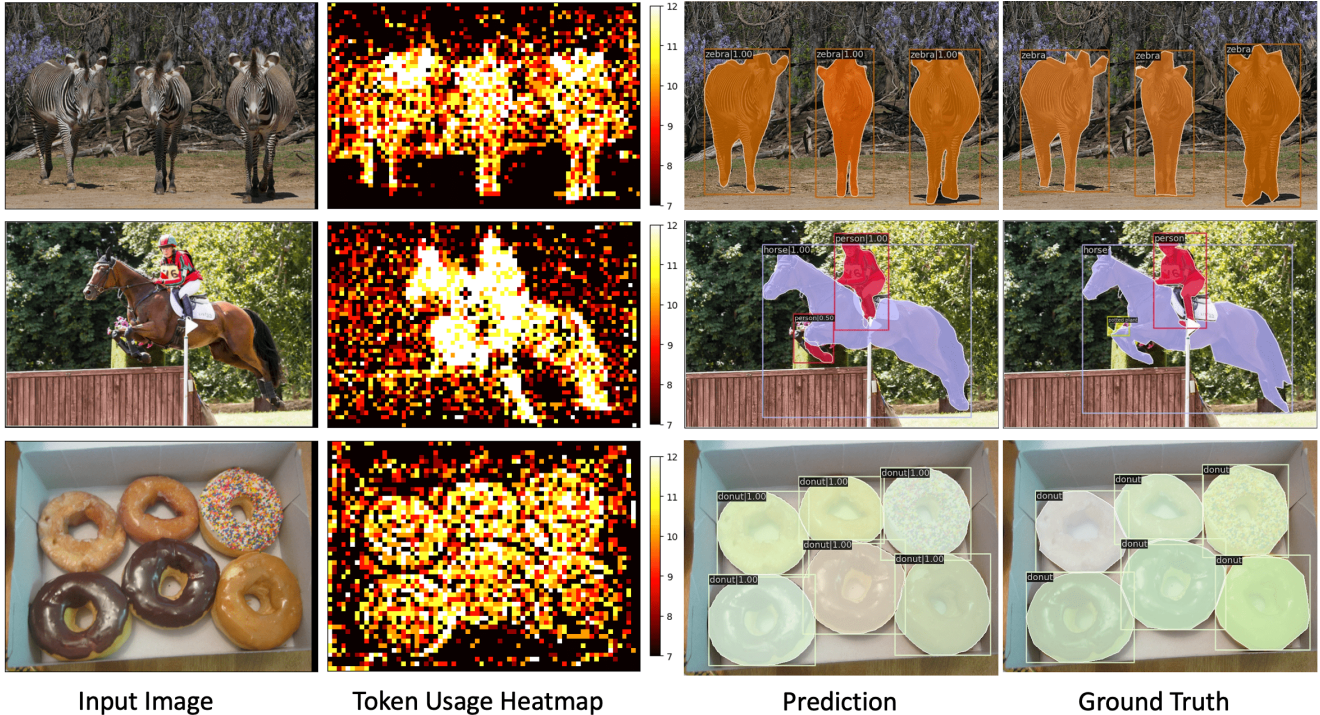 12
11
10
9
8
7
zebra|1.00
zebra|1.00
zebra|1.00
zebra
zebra
zebra
12
11
10
9
8
7
horse|1.00
person|1.00
person|0.50
horse
person
potted plant
12
11
10
9
8
7
donut|1.00
donut|1.00
donut|1.00
donut|1.00
donut|1.00
donut|1.00
donut
donut
donut
donut
donut
donut
Input Image
Token Usage Heatmap
Prediction
Ground Truth